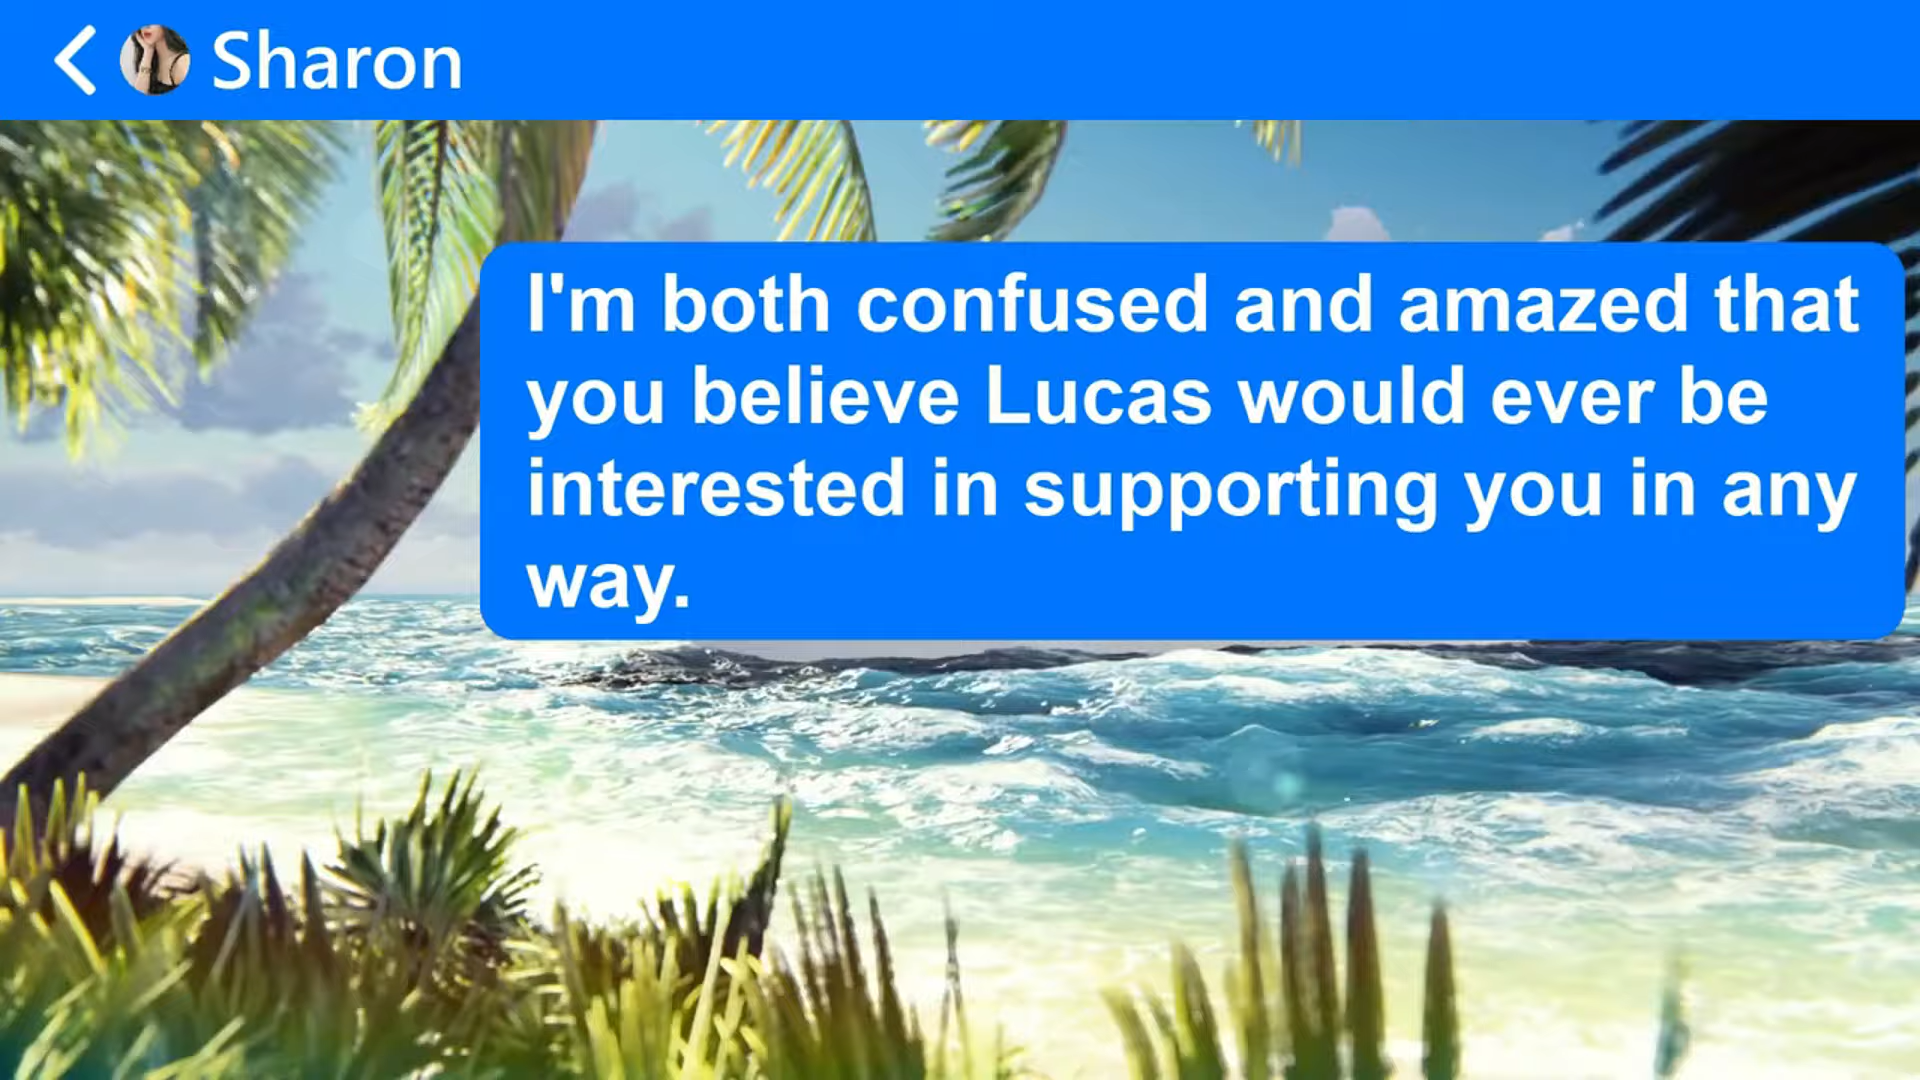 Sharon
I'm both confused and amazed that
you believe Lucas would ever be
interested in supporting you in any
way.